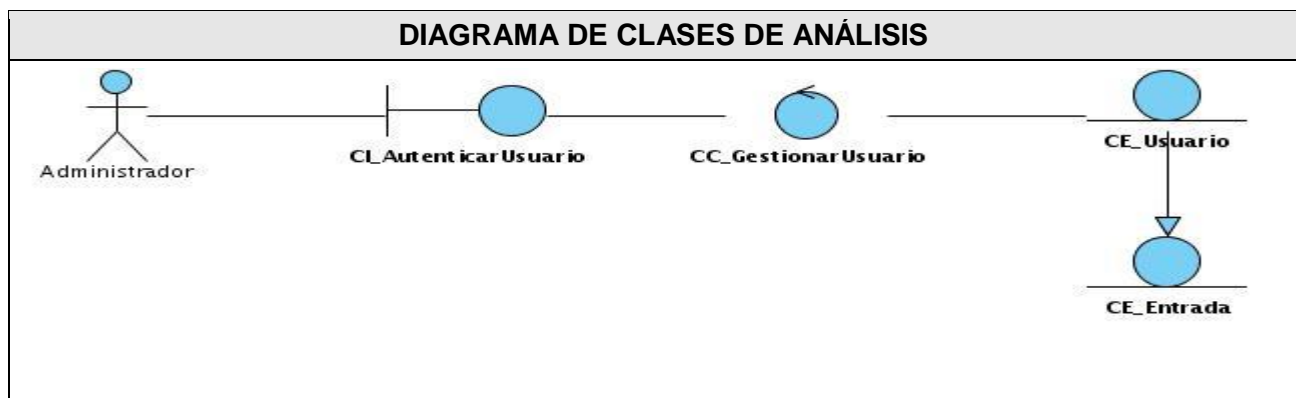 DIAGRAMA DE CLASES DE ANÁLISIS
Administrador
CI_AutenticarUsuario
CC_GestionarUsuario
CE_Usuario
CE_Entrada